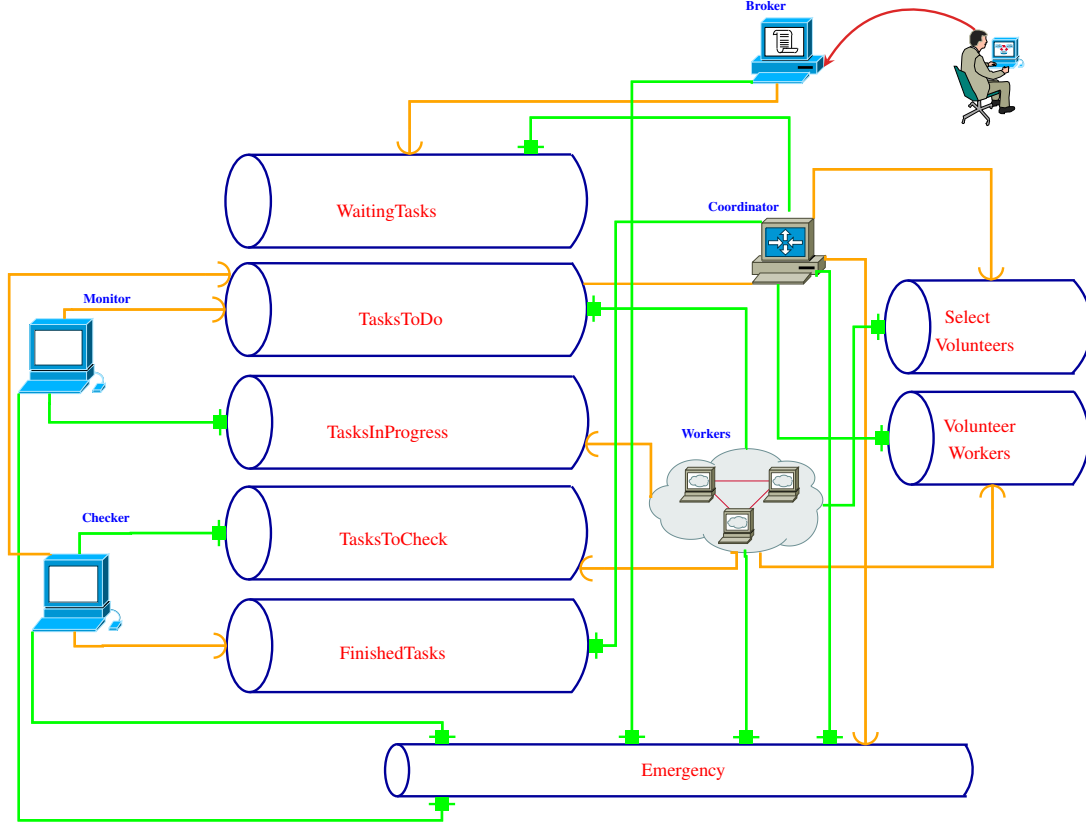 Broker
WaitingTasks
Coordinator
Monitor
TasksToDo
Select
Volunteers
TasksInProgress
Workers
Volunteer
Workers
Checker
TasksToCheck
FinishedTasks
Emergency